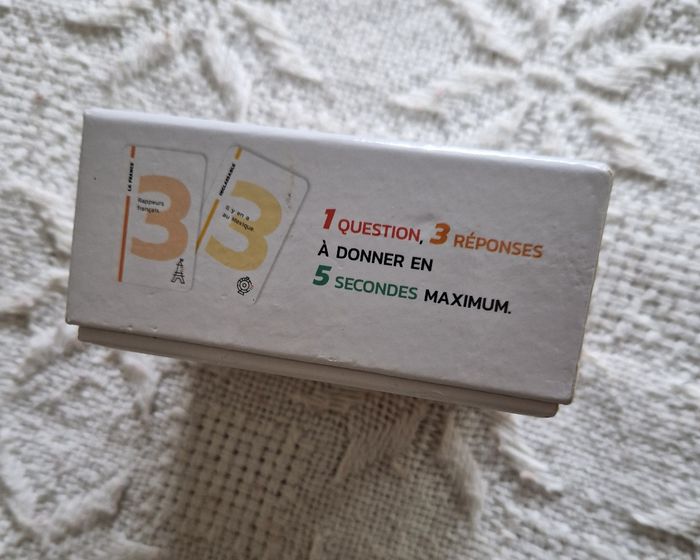 LA FRANCE
3
Rappeurs
français.
INCLASSABLE
3
Il y en a
au Mexique.
1 QUESTION, 3 RÉPONSES
À DONNER EN
5 SECONDES MAXIMUM.